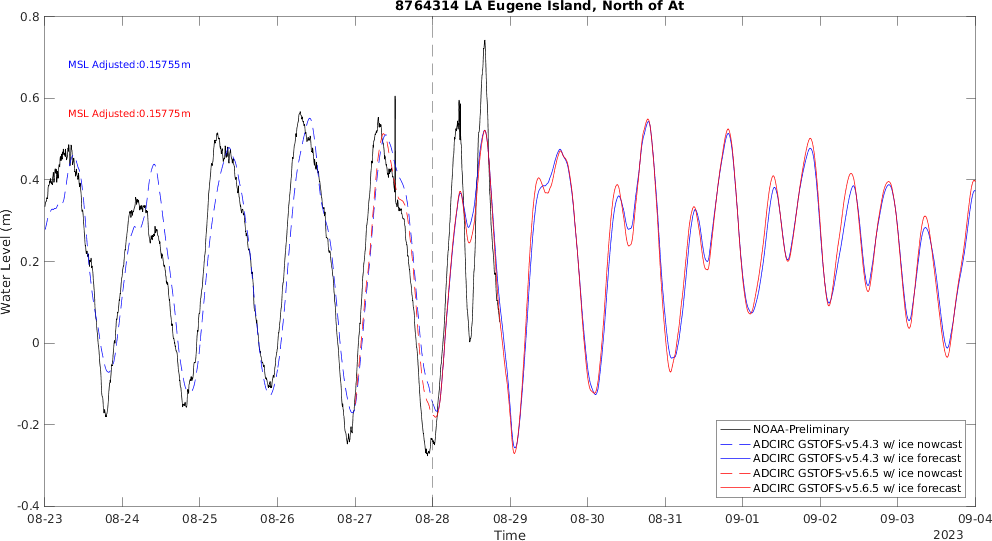 8764314 LA Eugene Island, North of At
0.8
MSL Adjusted:0.15755m
0.6
MSL Adjusted:0.15775m
0.4
Water Level (m)
0.2
0
-0.2
NOAA-Preliminary
ADCIRC GSTOFS-v5.4.3 w/ ice nowcast
ADCIRC GSTOFS-v5.4.3 w/ ice forecast
ADCIRC GSTOFS-v5.6.5 w/ ice nowcast
ADCIRC GSTOFS-v5.6.5 w/ ice forecast
-0.4
08-23 08-24 08-25 08-26 08-27 08-28 08-29 08-30 08-31 09-01 09-02 09-03 09-04
Time 2023